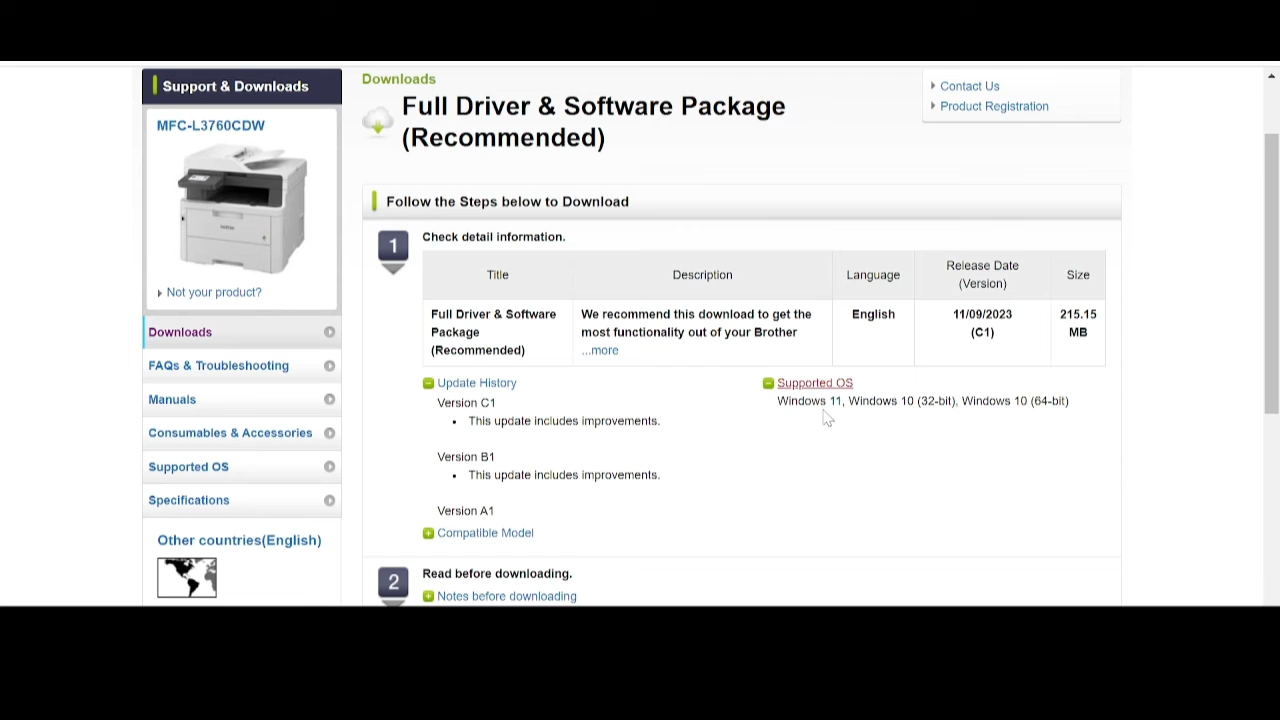 Support & Downloads
MFC-L3760CDW
Not your product?
Downloads
FAQs & Troubleshooting
Manuals
Consumables & Accessories
Supported OS
Specifications
Other countries(English)
Downloads
Full Driver & Software Package
(Recommended)
Contact Us
Product Registration
Follow the Steps below to Download
1
Check detail information.
Title Description Language Release Date (Version) Size
Full Driver & Software We recommend this download to get the English 11/09/2023 215.15
Package most functionality out of your Brother (C1) MB
(Recommended) ...more
Update History
Version C1
This update includes improvements.
Version B1
This update includes improvements.
Version A1
Compatible Model
Supported OS
Windows 11, Windows 10 (32-bit), Windows 10 (64-bit)
2
Read before downloading.
Notes before downloading